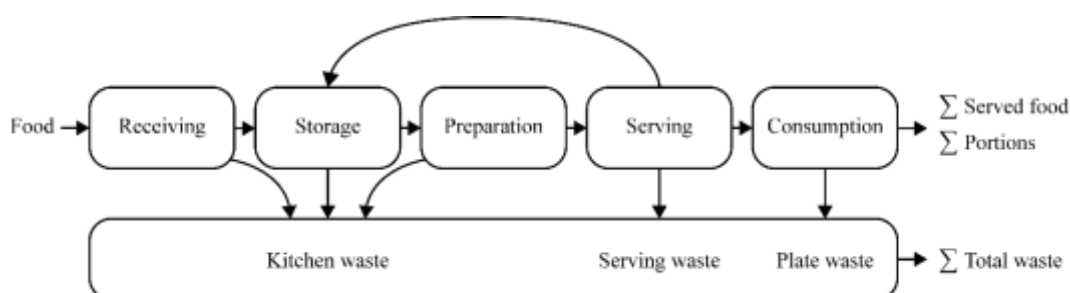 Food
Receiving
Storage
Preparation
Serving
Consumption
∑ Served food
∑ Portions
Kitchen waste
Serving waste
Plate waste
∑ Total waste